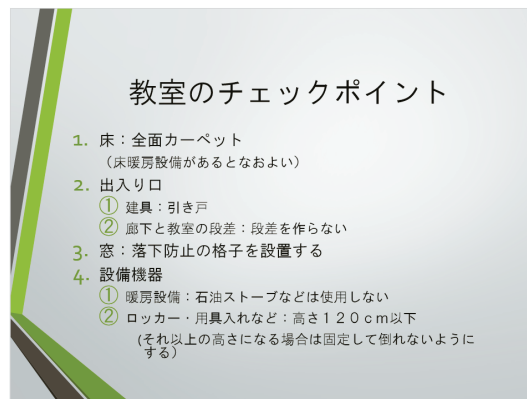 教室のチェックポイント
1. 床：全面カーペット
（床暖房設備があるとなおよい）
2. 出入り口
① 建具：引き戸
② 廊下と教室の段差：段差を作らない
3. 窓：落下防止の格子を設置する
4. 設備機器
① 暖房設備：石油ストーブなどは使用しない
② ロッカー・用具入れなど：高さ１２０ｃｍ以下
(それ以上の高さになる場合は固定して倒れないように
する）